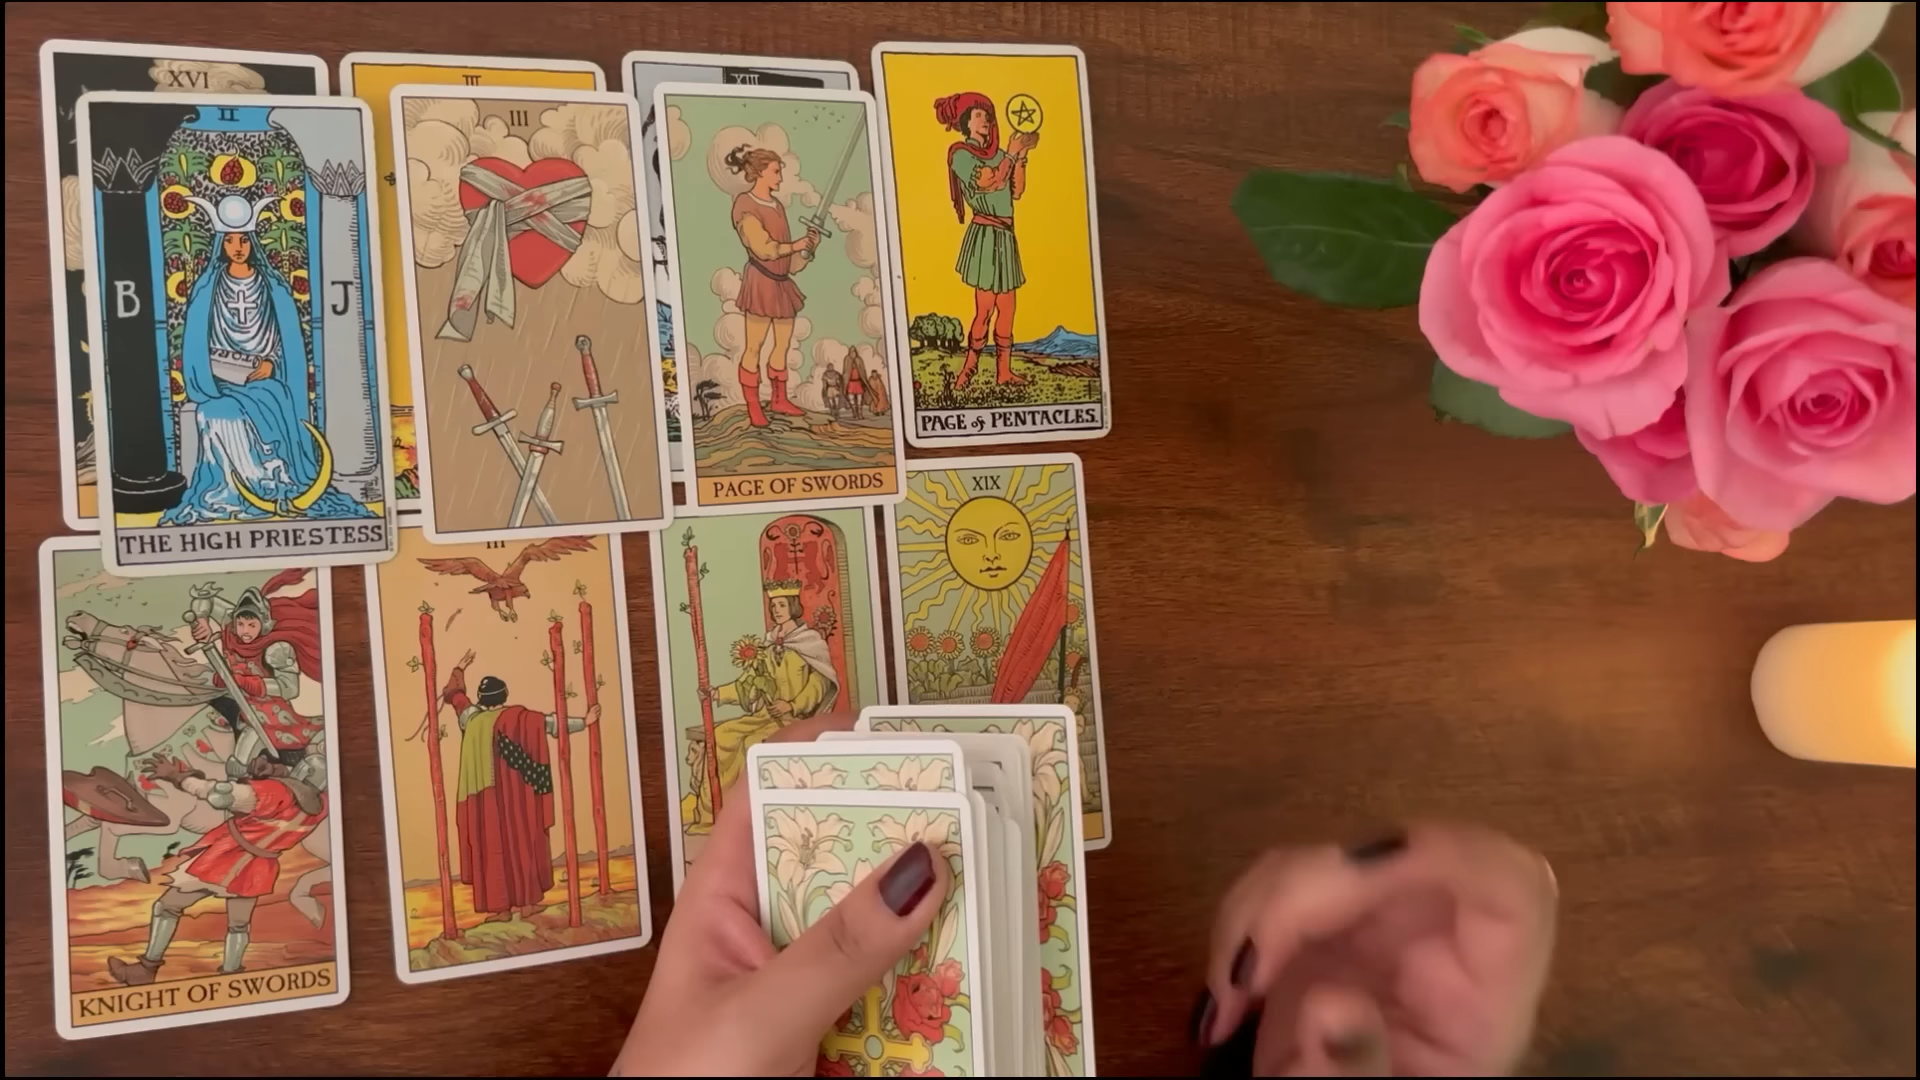 XVI
III
XIII
II
III
B
J
TORA
PAGE OF PENTACLES.
PAGE OF SWORDS
XIX
THE HIGH PRIESTESS
III
KNIGHT OF SWORDS